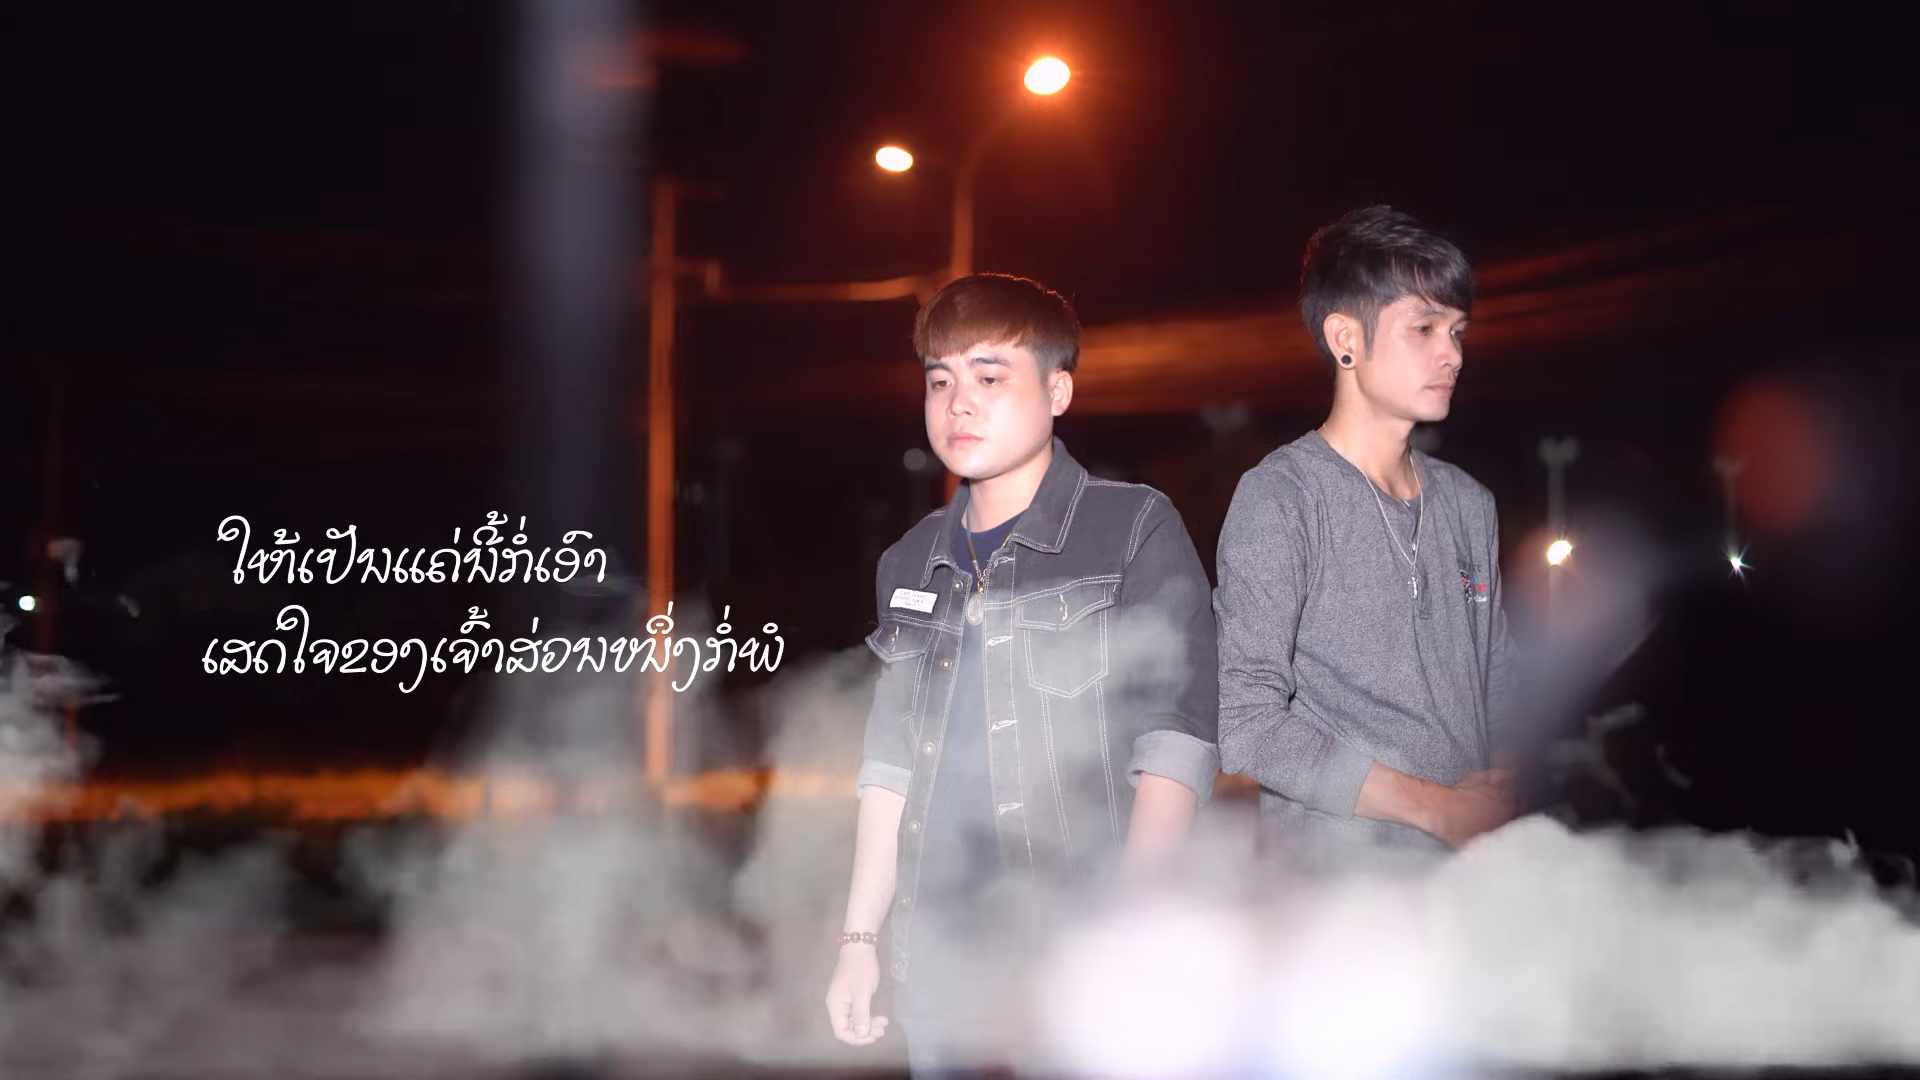 ໃຫ້ເປັນແຄ່ນີ້ກໍ່ເອົາ
ເສດໃຈຂອງເຈົ້າສ່ອນໜຶ່ງກໍ່ພໍ